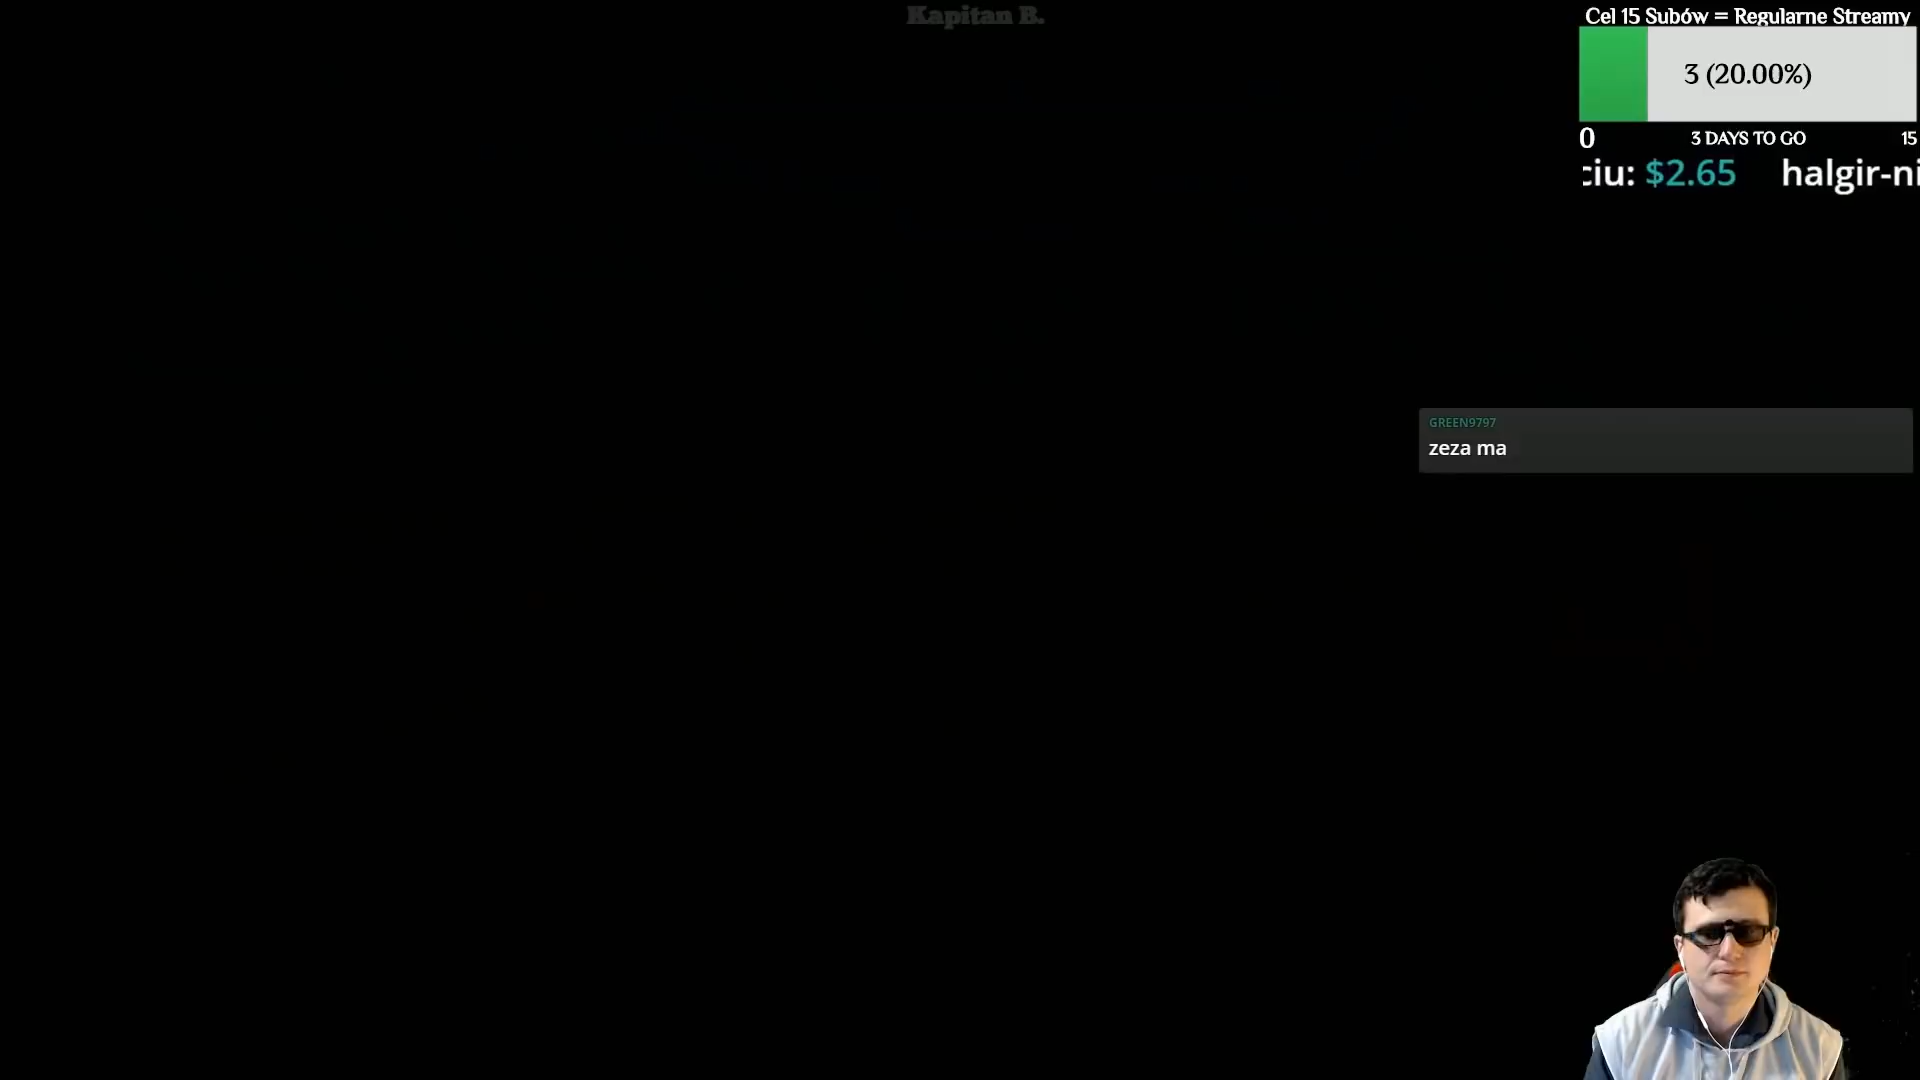 Kapitan B.
Cel 15 Subów = Regularne Streamy
3 (20.00%)
0 3 DAYS TO GO 15
ciu: $2.65 halgir-ni
GREEN9797
zeza ma